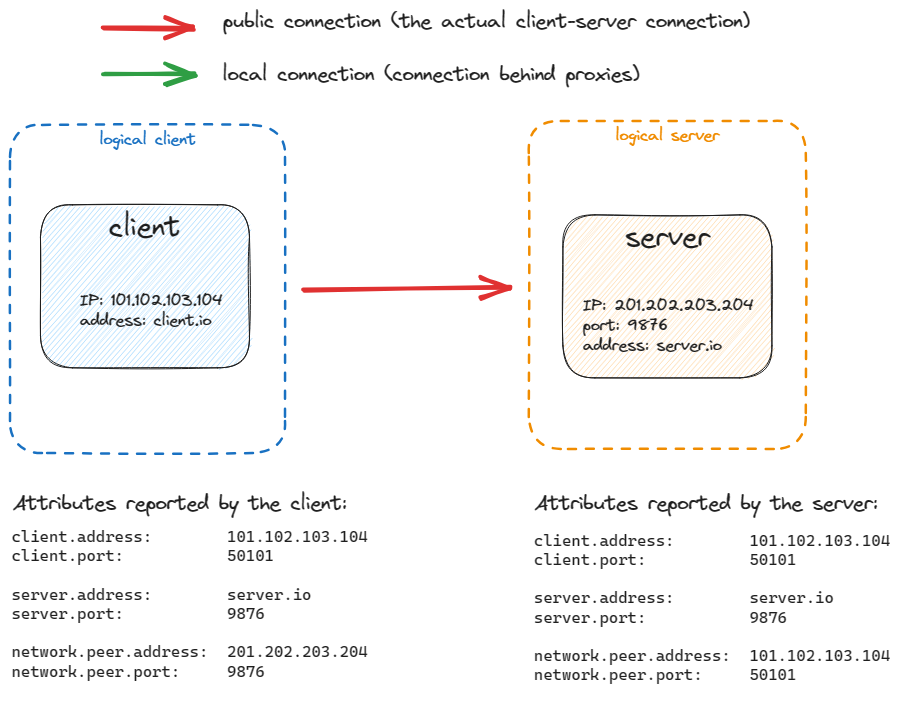 public connection (the actual client-server connection)
local connection (connection behind proxies)
logical client
client
IP: 101.102.103.104
address: client.io
logical server
server
IP: 201.202.203.204
port: 9876
address: server.io
Attributes reported by the client:
client.address: 101.102.103.104
client.port: 50101
server.address: server.io
server.port: 9876
network.peer.address: 201.202.203.204
network.peer.port: 9876
Attributes reported by the server:
client.address: 101.102.103.104
client.port: 50101
server.address: server.io
server.port: 9876
network.peer.address: 101.102.103.104
network.peer.port: 50101